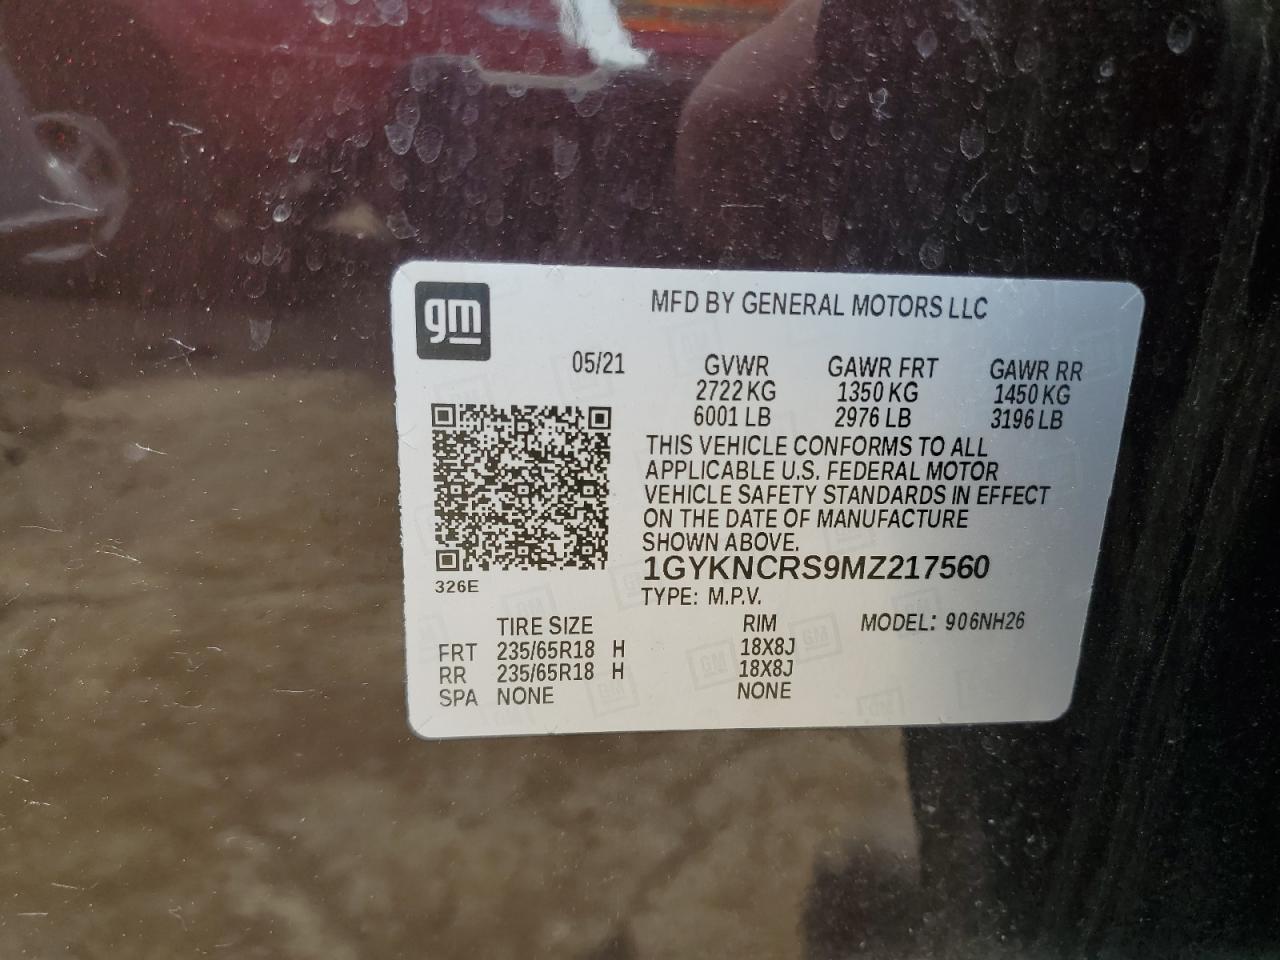 gm
MFD BY GENERAL MOTORS LLC
05/21 GVWR GAWR FRT GAWR RR
2722 KG 1350 KG 1450 KG
6001 LB 2976 LB 3196 LB
THIS VEHICLE CONFORMS TO ALL
APPLICABLE U.S. FEDERAL MOTOR
VEHICLE SAFETY STANDARDS IN EFFECT
ON THE DATE OF MANUFACTURE
SHOWN ABOVE.
1GYKNCRS9MZ217560
326E
TYPE: M.P.V.
TIRE SIZE RIM MODEL: 906NH26
FRT 235/65R18 H 18X8J
RR 235/65R18 H 18X8J
SPA NONE NONE